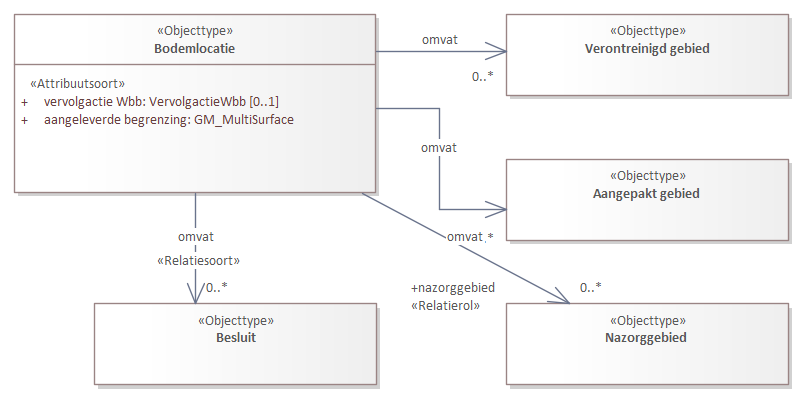 «Objecttype»
Bodemlocatie
«Attribuutsoort»
+ vervolgactie Wbb: VervolgactieWbb [0..1]
+ aangeleverde begrenzing: GM_MultiSurface
omvat
0..*
«Objecttype»
Verontreinigd gebied
omvat
«Objecttype»
Aangepakt gebied
omvat
.*
+nazorggebied
«Relatierol»
0..*
«Objecttype»
Nazorggebied
omvat
«Relatiesoort»
0..*
«Objecttype»
Besluit